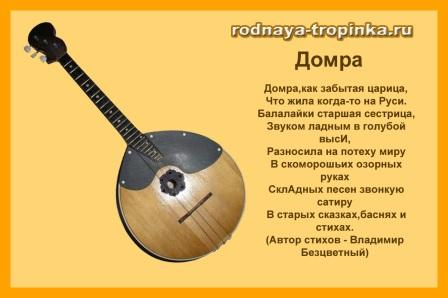 rodnaya-tropinka.ru
Домра
Домра,как забытая царица,
Что жила когда-то на Руси.
Балалайки старшая сестрица,
Звуком ладным в голубой
высИ,
Разносила на потеху миру
В скоморошьих озорных
руках
СклАдных песен звонкую
сатиру
В старых сказках,баснях и
стихах.
(Автор стихов - Владимир
Безцветный)